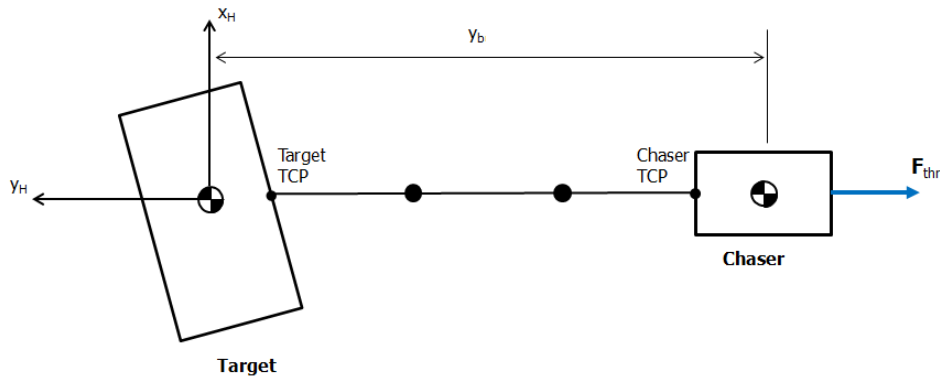 x_H
y_b
Target
TCP
Chaser
TCP
y_H
F_thr
Chaser
Target